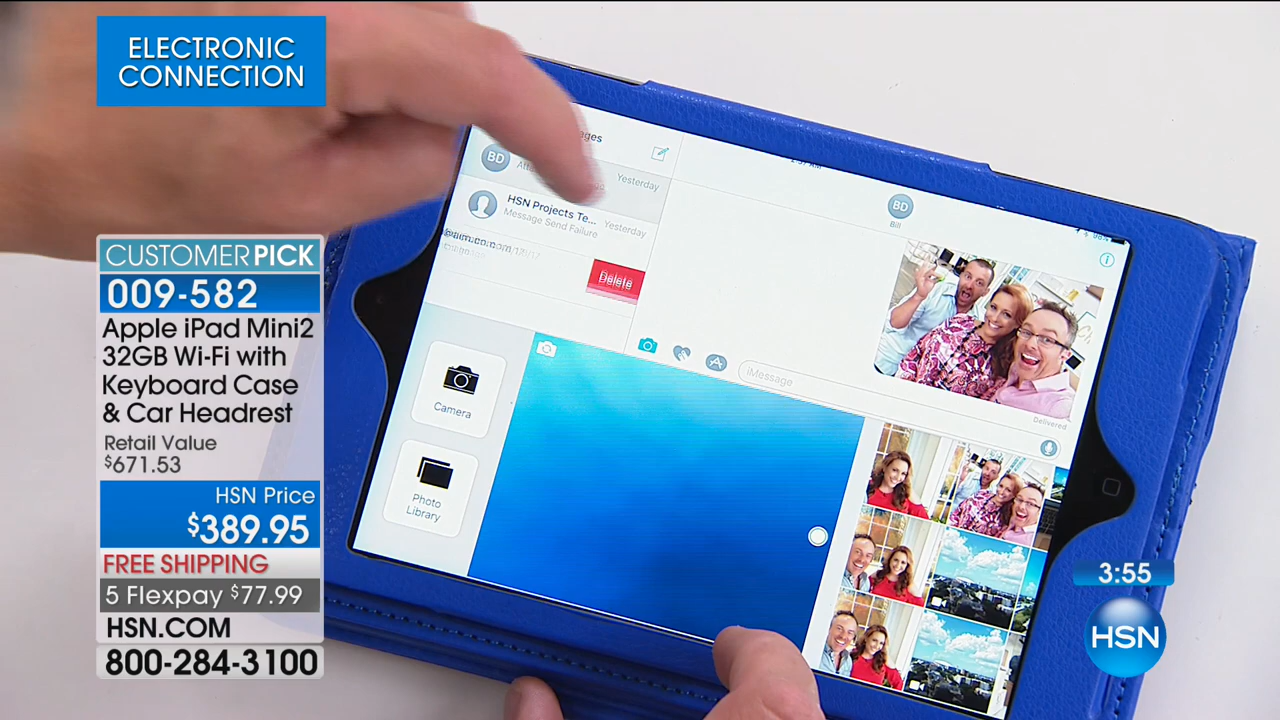 ELECTRONIC
CONNECTION
CUSTOMER PICK
009-582
Apple iPad Mini2
32GB Wi-Fi with
Keyboard Case
& Car Headrest
Retail Value
$671.53
HSN Price
$389.95
FREE SHIPPING
5 Flexpay $77.99
HSN.COM
800-284-3100
BD
Yesterday
HSN Projects Te...
Message Send Failure
Yesterday
Delete
Camera
Photo
Library
BD
Bill
iMessage
Delivered
3:55
HSN